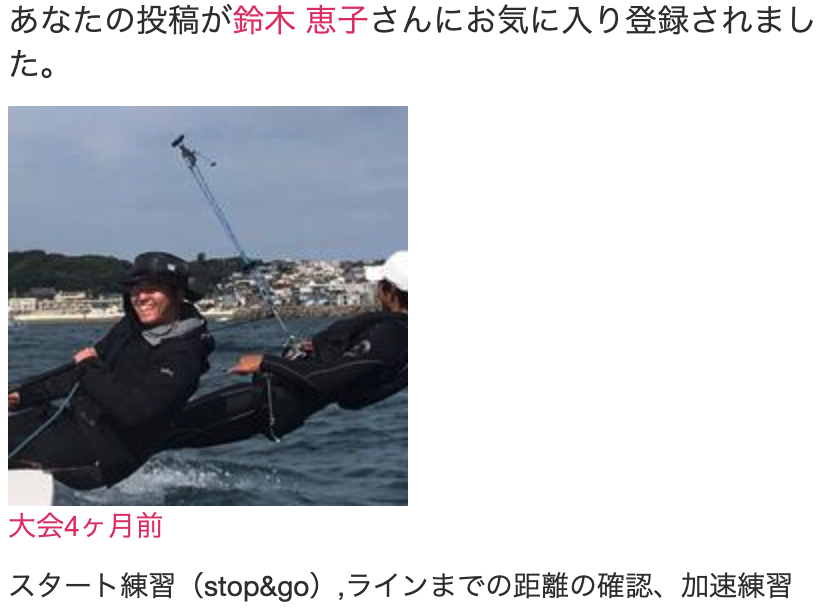 あなたの投稿が鈴木 恵子さんにお気に入り登録されまし
た。
大会4ヶ月前
スタート練習（stop&go）,ラインまでの距離の確認、加速練習